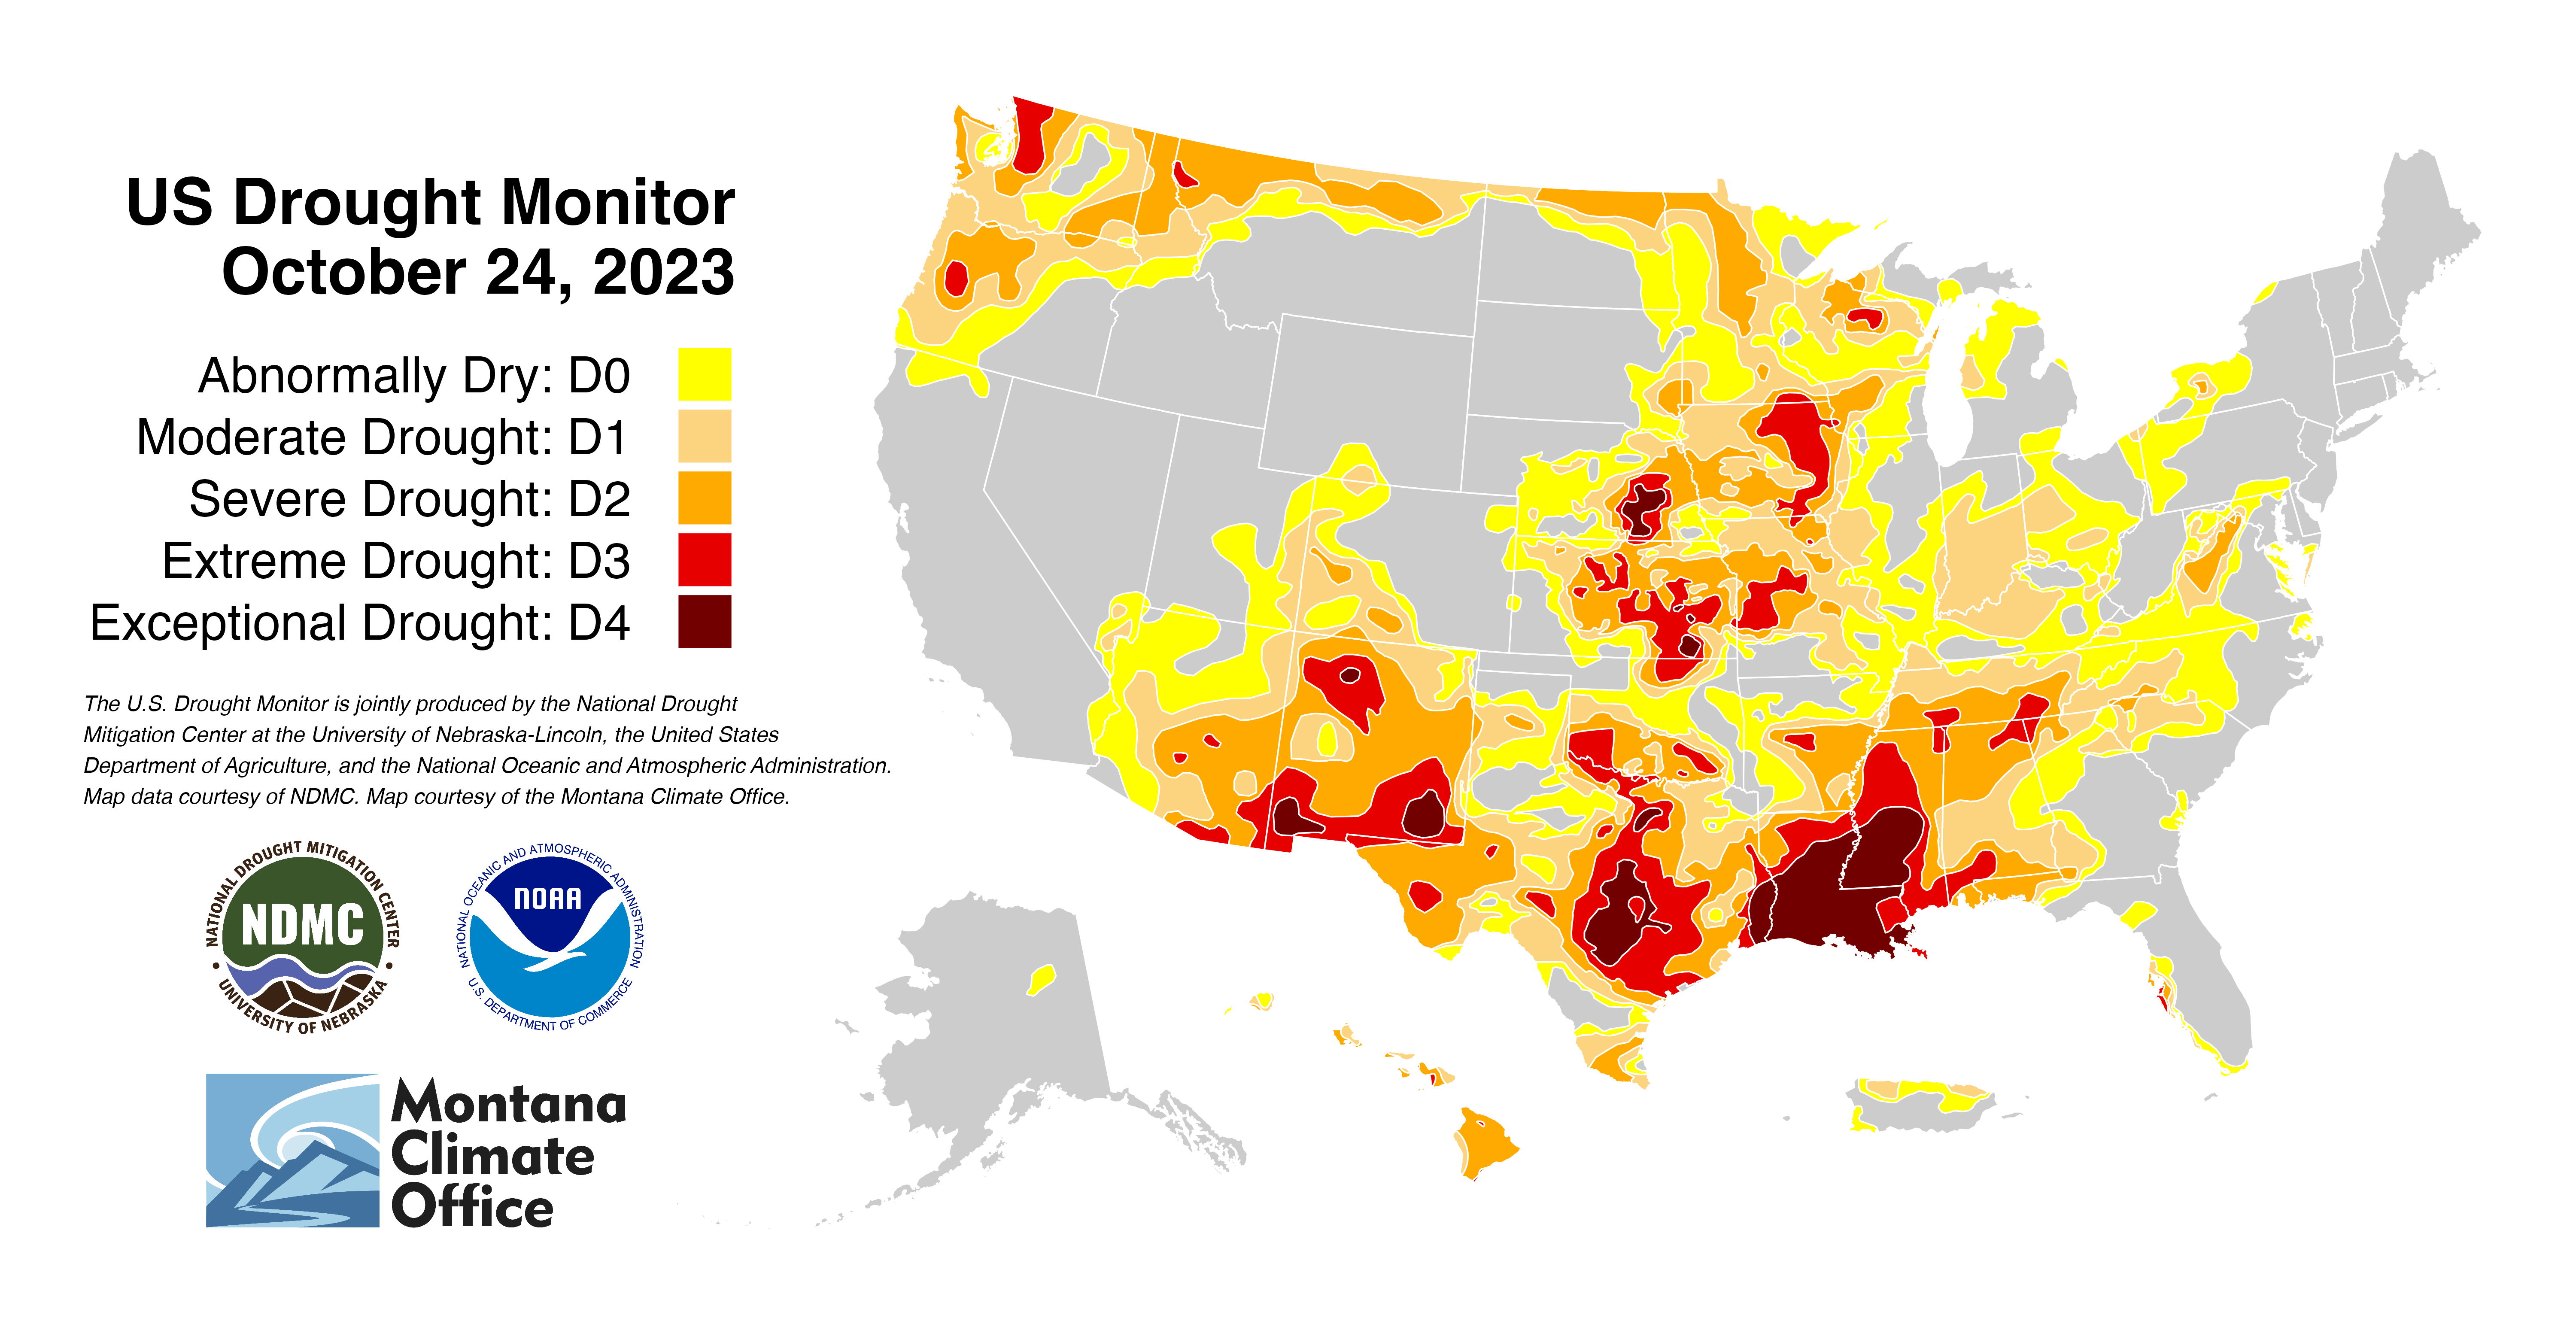 US Drought Monitor
October 24, 2023
Abnormally Dry: D0
Moderate Drought: D1
Severe Drought: D2
Extreme Drought: D3
Exceptional Drought: D4
The U.S. Drought Monitor is jointly produced by the National Drought
Mitigation Center at the University of Nebraska-Lincoln, the United States
Department of Agriculture, and the National Oceanic and Atmospheric Administration.
Map data courtesy of NDMC. Map courtesy of the Montana Climate Office.
NATIONAL DROUGHT MITIGATION CENTER
NDMC
UNIVERSITY OF NEBRASKA
NATIONAL OCEANIC AND ATMOSPHERIC ADMINISTRATION
NOAA
U.S. DEPARTMENT OF COMMERCE
Montana
Climate
Office